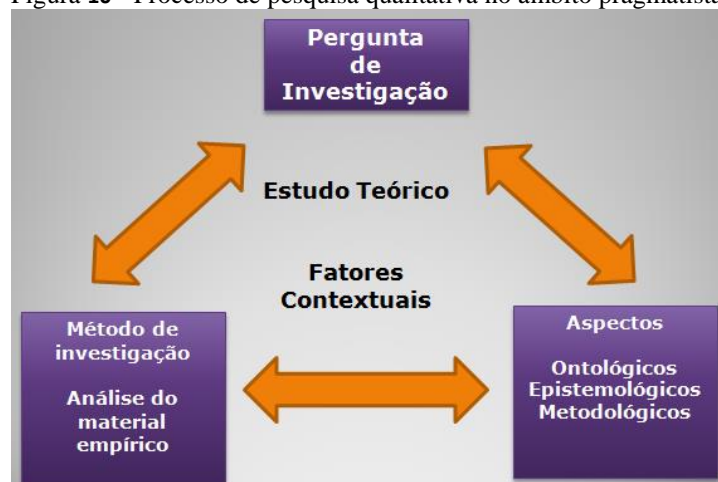 Figura 10 - Processo de pesquisa qualitativa no âmbito pragmatista
Pergunta
de
Investigação
Estudo Teórico
Fatores
Contextuais
Método de
investigação
Análise do
material
empírico
Aspectos
Ontológicos
Epistemológicos
Metodológicos